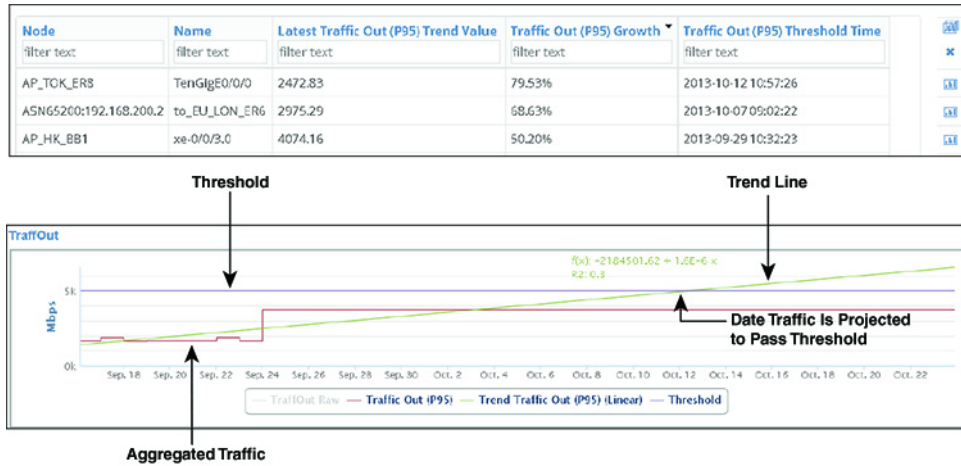 Node Name Latest Traffic Out (P95) Trend Value Traffic Out (P95) Growth Traffic Out (P95) Threshold Time
filter text filter text filter text filter text filter text
AP_TOK_ER8 TenGigE0/0/0 2472.83 79.53% 2013-10-12 10:57:26
ASN65200:192.168.200.2 to_EU_LON_ER6 2975.29 68.63% 2013-10-07 09:02:22
AP_HK_BB1 xe-0/0/3.0 4074.16 50.20% 2013-09-29 10:32:23
Threshold Trend Line
TraffOut
f(x): -2184501.62 + 1.6E-6 x
R2: 0.8
5k
Mbps
Date Traffic Is Projected
to Pass Threshold
0k
Sep. 18 Sep. 20 Sep. 22 Sep. 24 Sep. 26 Sep. 28 Sep. 30 Oct. 2 Oct. 4 Oct. 6 Oct. 8 Oct. 10 Oct. 12 Oct. 14 Oct. 16 Oct. 18 Oct. 20 Oct. 22
TraffOut Raw Traffic Out (P95) Trend Traffic Out (P95) (Linear) Threshold
Aggregated Traffic